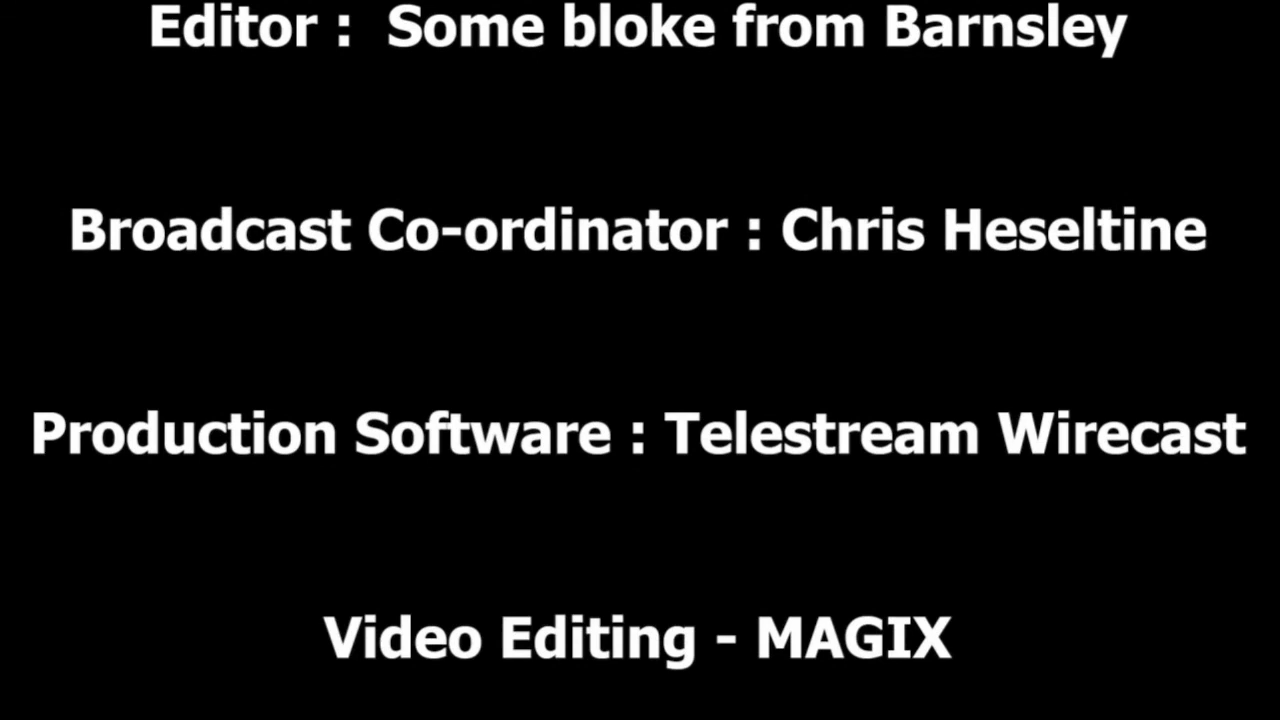 Editor :  Some bloke from Barnsley
Broadcast Co-ordinator : Chris Heseltine
Production Software : Telestream Wirecast
Video Editing - MAGIX